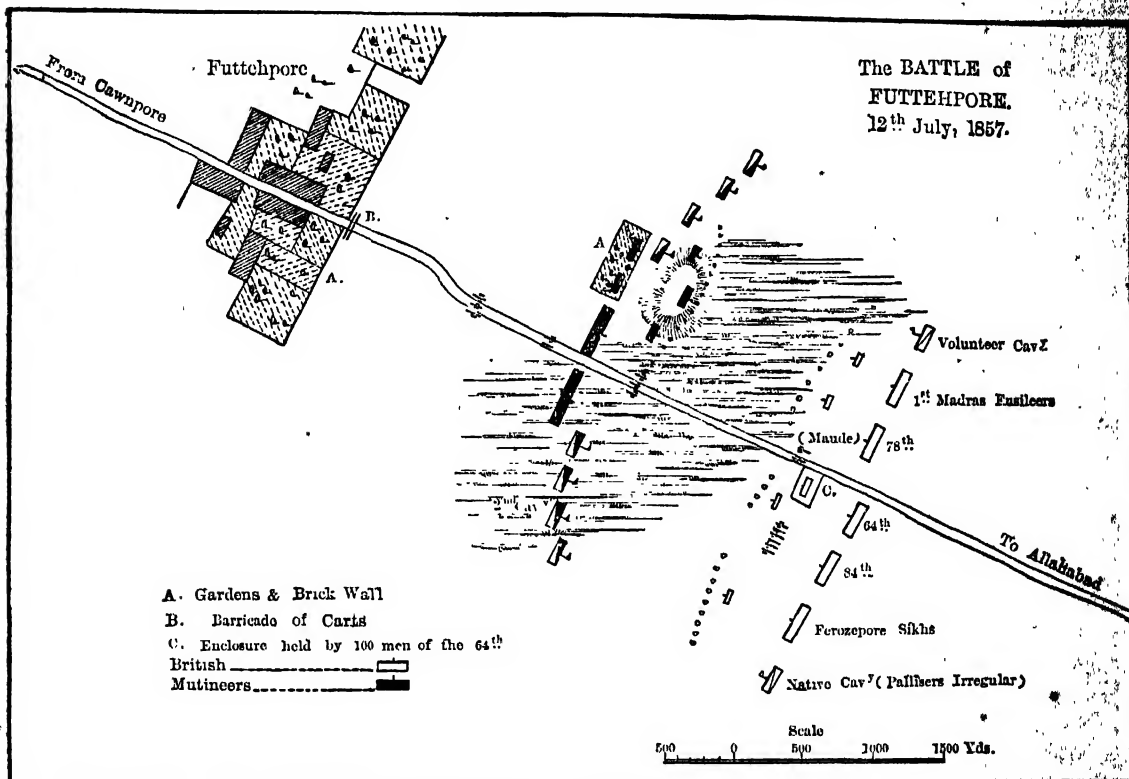 The BATTLE of
FUTTEHPORE.
12th July, 1857.
From Cawnpore
Futtehpore
B.
A.
A
Volunteer Cavy
1st Madras Fusileers
(Maude)
78th
C.
64th
84th
To Allahabad
Ferozepore Sikhs
Native Cavy (Pallisers Irregular)
A. Gardens & Brick Wall
B. Barricade of Carts
C. Enclosure held by 100 men of the 64th
British
Mutineers
Scale
500 0 500 1000 1500 Yds.